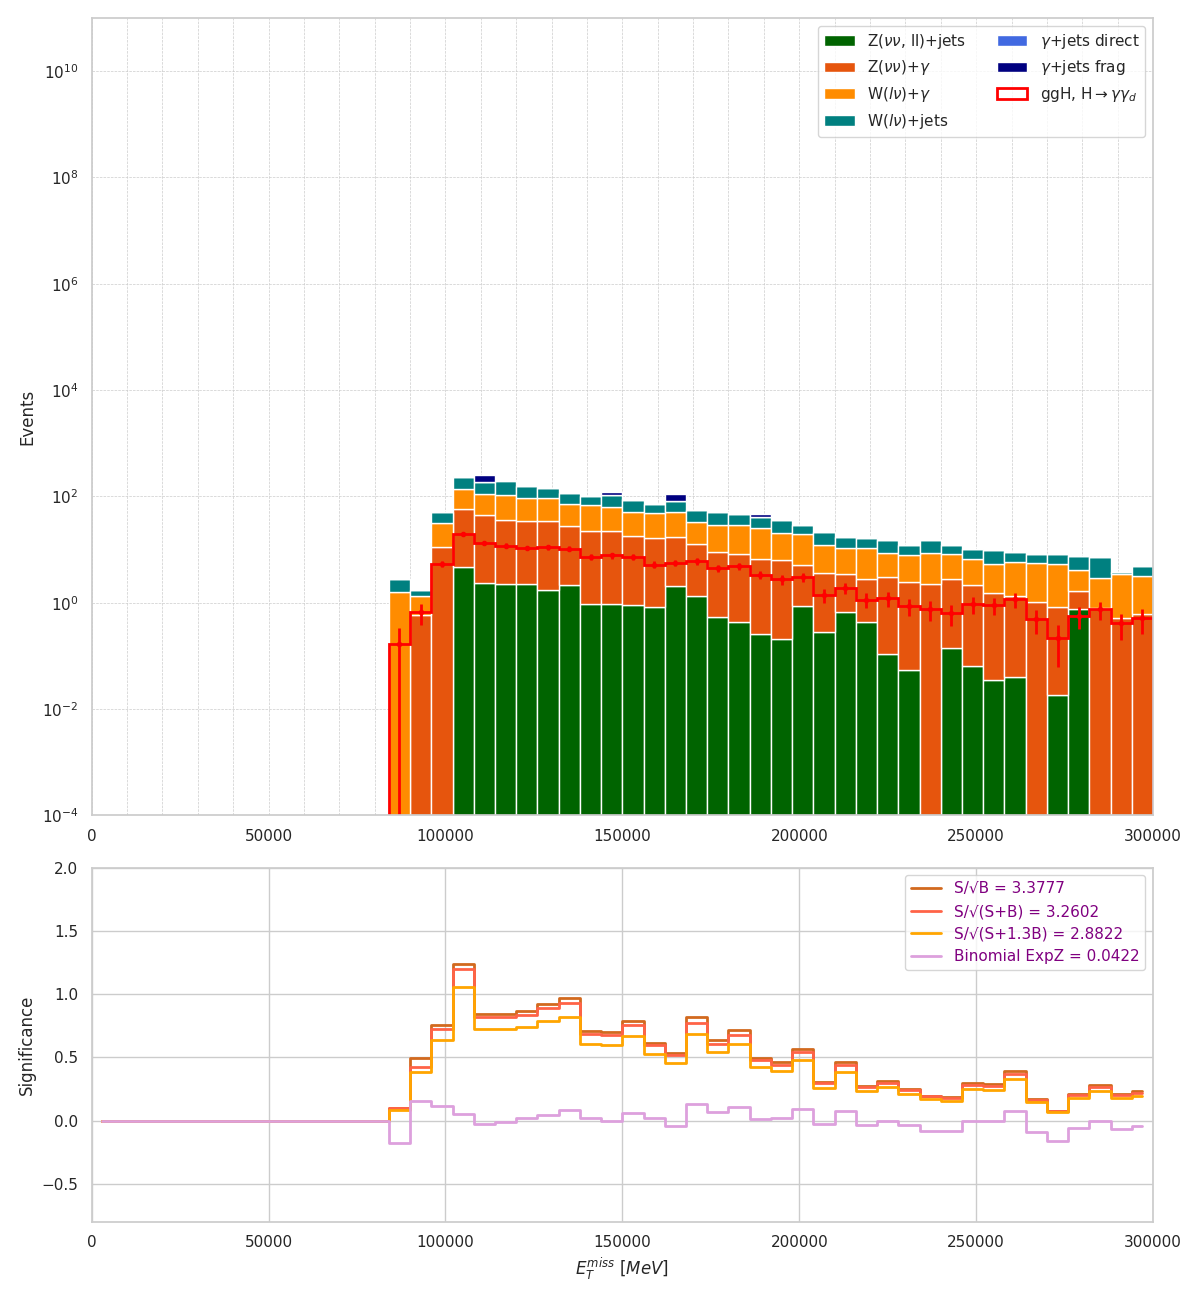 Z(νν, ll)+jets
Z(νν)+γ
W(lν)+γ
W(lν)+jets
γ+jets direct
γ+jets frag
ggH, H→γγ_d
10^10
10^8
10^6
10^4
10^2
10^0
10^−2
10^−4
Events
0 50000 100000 150000 200000 250000 300000
S/√B = 3.3777
S/√(S+B) = 3.2602
S/√(S+1.3B) = 2.8822
Binomial ExpZ = 0.0422
2.0
1.5
1.0
0.5
0.0
−0.5
Significance
0 50000 100000 150000 200000 250000 300000
E_T^miss [MeV]